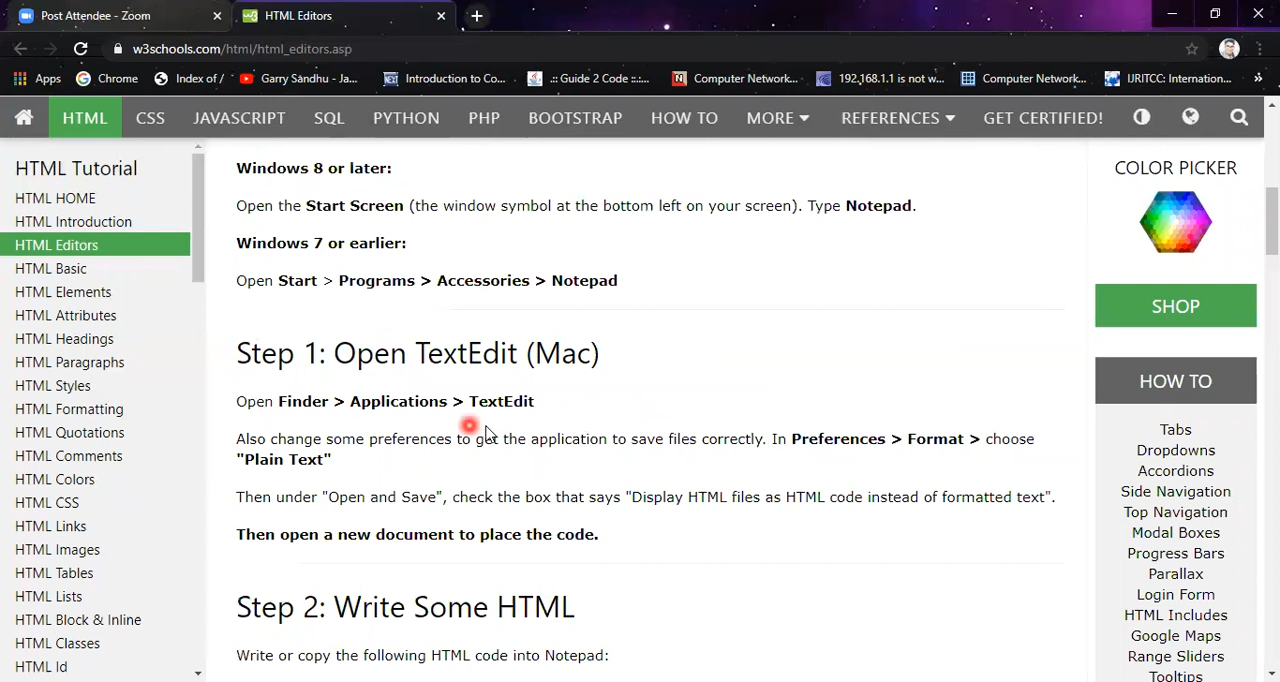 Post Attendee - Zoom
HTML Editors
w3schools.com/html/html_editors.asp
Apps
Chrome
Index of /
Garry Sandhu - Ja...
Introduction to Co...
.:: Guide 2 Code ::....
Computer Network...
192.168.1.1 is not w...
Computer Network...
IJRITCC: Internation...
HTML
CSS
JAVASCRIPT
SQL
PYTHON
PHP
BOOTSTRAP
HOW TO
MORE
REFERENCES
GET CERTIFIED!
HTML Tutorial
HTML HOME
HTML Introduction
HTML Editors
HTML Basic
HTML Elements
HTML Attributes
HTML Headings
HTML Paragraphs
HTML Styles
HTML Formatting
HTML Quotations
HTML Comments
HTML Colors
HTML CSS
HTML Links
HTML Images
HTML Tables
HTML Lists
HTML Block & Inline
HTML Classes
HTML Id
Windows 8 or later:
Open the Start Screen (the window symbol at the bottom left on your screen). Type Notepad.
Windows 7 or earlier:
Open Start > Programs > Accessories > Notepad
Step 1: Open TextEdit (Mac)
Open Finder > Applications > TextEdit
Also change some preferences to get the application to save files correctly. In Preferences > Format > choose
"Plain Text"
Then under "Open and Save", check the box that says "Display HTML files as HTML code instead of formatted text".
Then open a new document to place the code.
Step 2: Write Some HTML
Write or copy the following HTML code into Notepad:
COLOR PICKER
SHOP
HOW TO
Tabs
Dropdowns
Accordions
Side Navigation
Top Navigation
Modal Boxes
Progress Bars
Parallax
Login Form
HTML Includes
Google Maps
Range Sliders
Tooltips